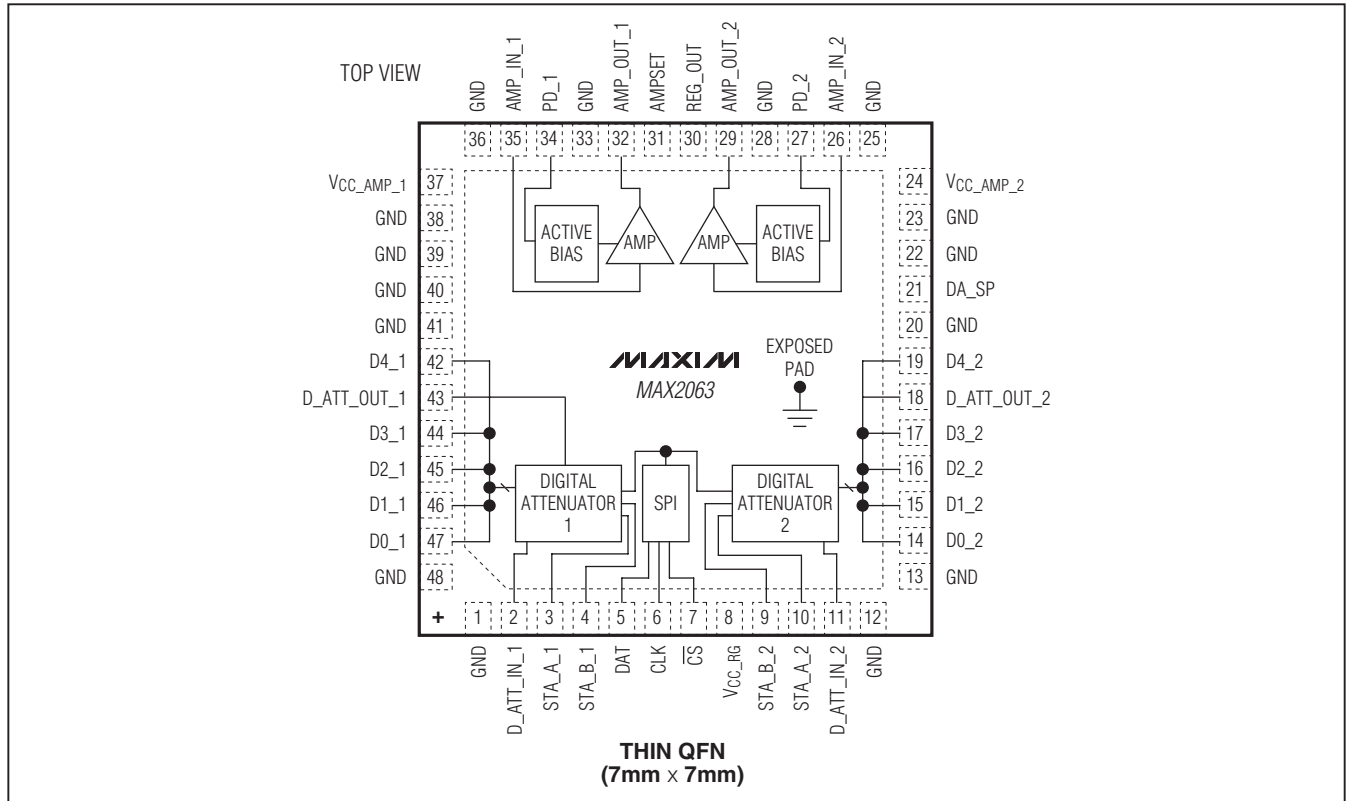 TOP VIEW
GND
AMP_IN_1
PD_1
GND
AMP_OUT_1
AMPSET
REG_OUT
AMP_OUT_2
GND
PD_2
AMP_IN_2
GND
36 35 34 33 32 31 30 29 28 27 26 25
VCC_AMP_1 37
GND 38
GND 39
GND 40
GND 41
D4_1 42
D_ATT_OUT_1 43
D3_1 44
D2_1 45
D1_1 46
D0_1 47
GND 48
ACTIVE
BIAS
AMP
AMP
ACTIVE
BIAS
MAXIM
MAX2063
EXPOSED
PAD
DIGITAL
ATTENUATOR
1
SPI
DIGITAL
ATTENUATOR
2
24 VCC_AMP_2
23 GND
22 GND
21 DA_SP
20 GND
19 D4_2
18 D_ATT_OUT_2
17 D3_2
16 D2_2
15 D1_2
14 D0_2
13 GND
+ 1 2 3 4 5 6 7 8 9 10 11 12
GND
D_ATT_IN_1
STA_A_1
STA_B_1
DAT
CLK
C̅S̅
VCC_RG
STA_B_2
STA_A_2
D_ATT_IN_2
GND
THIN QFN
(7mm x 7mm)